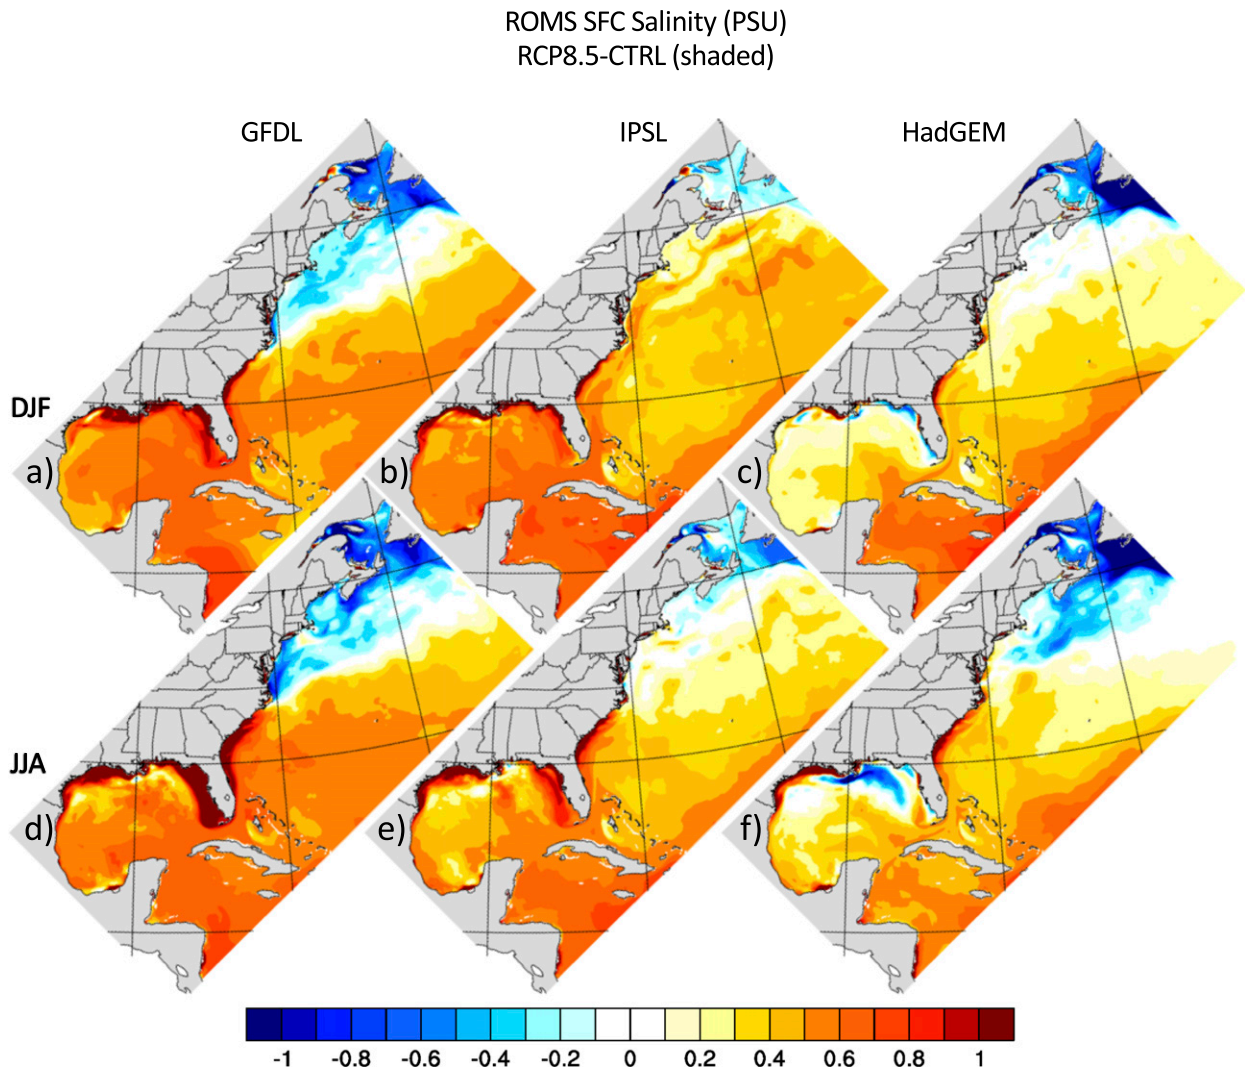 ROMS SFC Salinity (PSU)
RCP8.5-CTRL (shaded)
GFDL IPSL HadGEM
DJF
a) b) c)
JJA
d) e) f)
-1 -0.8 -0.6 -0.4 -0.2 0 0.2 0.4 0.6 0.8 1